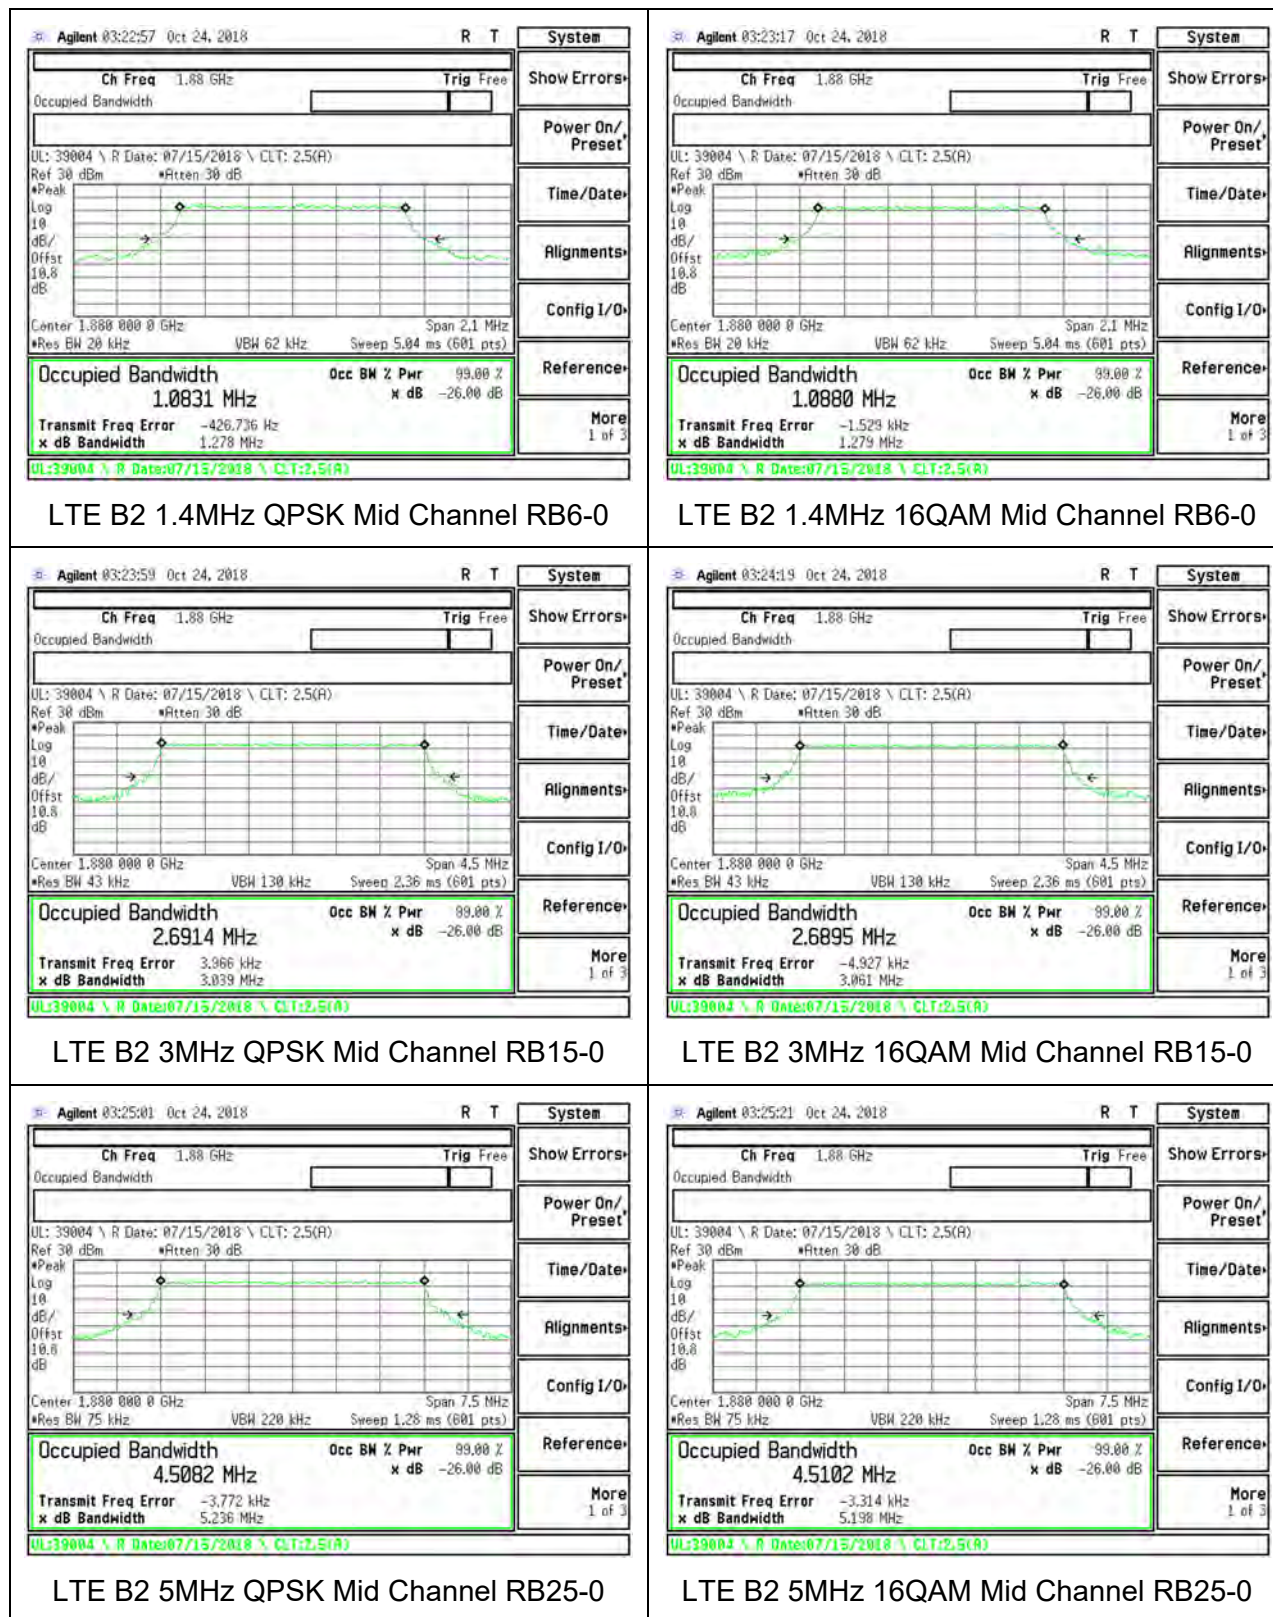 Agilent 03:22:57 Oct 24, 2018 R T System
Ch Freq 1.88 GHz Trig Free
Occupied Bandwidth
UL: 39004 \ R Date: 07/15/2018 \ CLT: 2.5(A)
Ref 30 dBm #Atten 30 dB
#Peak
Log
10
dB/
Offst
10.8
dB
Center 1.880 000 0 GHz Span 2.1 MHz
#Res BW 20 kHz VBW 62 kHz Sweep 5.04 ms (601 pts)
Occupied Bandwidth Occ BW % Pwr 99.00 %
1.0831 MHz x dB -26.00 dB
Transmit Freq Error -426.736 Hz
x dB Bandwidth 1.278 MHz
UL:39004 \ R Date:07/15/2018 \ CLT:2.5(A)
Show Errors
Power On/
Preset
Time/Date
Alignments
Config I/O
Reference
More
1 of 3
LTE B2 1.4MHz QPSK Mid Channel RB6-0
Agilent 03:23:17 Oct 24, 2018 R T System
Ch Freq 1.88 GHz Trig Free
Occupied Bandwidth
UL: 39004 \ R Date: 07/15/2018 \ CLT: 2.5(A)
Ref 30 dBm #Atten 30 dB
#Peak
Log
10
dB/
Offst
10.8
dB
Center 1.880 000 0 GHz Span 2.1 MHz
#Res BW 20 kHz VBW 62 kHz Sweep 5.04 ms (601 pts)
Occupied Bandwidth Occ BW % Pwr 99.00 %
1.0880 MHz x dB -26.00 dB
Transmit Freq Error -1.529 kHz
x dB Bandwidth 1.279 MHz
UL:39004 \ R Date:07/15/2018 \ CLT:2.5(A)
Show Errors
Power On/
Preset
Time/Date
Alignments
Config I/O
Reference
More
1 of 3
LTE B2 1.4MHz 16QAM Mid Channel RB6-0
Agilent 03:23:59 Oct 24, 2018 R T System
Ch Freq 1.88 GHz Trig Free
Occupied Bandwidth
UL: 39004 \ R Date: 07/15/2018 \ CLT: 2.5(A)
Ref 30 dBm #Atten 30 dB
#Peak
Log
10
dB/
Offst
10.8
dB
Center 1.880 000 0 GHz Span 4.5 MHz
#Res BW 43 kHz VBW 130 kHz Sweep 2.36 ms (601 pts)
Occupied Bandwidth Occ BW % Pwr 99.00 %
2.6914 MHz x dB -26.00 dB
Transmit Freq Error 3.966 kHz
x dB Bandwidth 3.039 MHz
UL:39004 \ R Date:07/15/2018 \ CLT:2.5(A)
Show Errors
Power On/
Preset
Time/Date
Alignments
Config I/O
Reference
More
1 of 3
LTE B2 3MHz QPSK Mid Channel RB15-0
Agilent 03:24:19 Oct 24, 2018 R T System
Ch Freq 1.88 GHz Trig Free
Occupied Bandwidth
UL: 39004 \ R Date: 07/15/2018 \ CLT: 2.5(A)
Ref 30 dBm #Atten 30 dB
#Peak
Log
10
dB/
Offst
10.8
dB
Center 1.880 000 0 GHz Span 4.5 MHz
#Res BW 43 kHz VBW 130 kHz Sweep 2.36 ms (601 pts)
Occupied Bandwidth Occ BW % Pwr 99.00 %
2.6895 MHz x dB -26.00 dB
Transmit Freq Error -4.927 kHz
x dB Bandwidth 3.061 MHz
UL:39004 \ R Date:07/15/2018 \ CLT:2.5(A)
Show Errors
Power On/
Preset
Time/Date
Alignments
Config I/O
Reference
More
1 of 3
LTE B2 3MHz 16QAM Mid Channel RB15-0
Agilent 03:25:01 Oct 24, 2018 R T System
Ch Freq 1.88 GHz Trig Free
Occupied Bandwidth
UL: 39004 \ R Date: 07/15/2018 \ CLT: 2.5(A)
Ref 30 dBm #Atten 30 dB
#Peak
Log
10
dB/
Offst
10.8
dB
Center 1.880 000 0 GHz Span 7.5 MHz
#Res BW 75 kHz VBW 220 kHz Sweep 1.28 ms (601 pts)
Occupied Bandwidth Occ BW % Pwr 99.00 %
4.5082 MHz x dB -26.00 dB
Transmit Freq Error -3.772 kHz
x dB Bandwidth 5.236 MHz
UL:39004 \ R Date:07/15/2018 \ CLT:2.5(A)
Show Errors
Power On/
Preset
Time/Date
Alignments
Config I/O
Reference
More
1 of 3
LTE B2 5MHz QPSK Mid Channel RB25-0
Agilent 03:25:21 Oct 24, 2018 R T System
Ch Freq 1.88 GHz Trig Free
Occupied Bandwidth
UL: 39004 \ R Date: 07/15/2018 \ CLT: 2.5(A)
Ref 30 dBm #Atten 30 dB
#Peak
Log
10
dB/
Offst
10.8
dB
Center 1.880 000 0 GHz Span 7.5 MHz
#Res BW 75 kHz VBW 220 kHz Sweep 1.28 ms (601 pts)
Occupied Bandwidth Occ BW % Pwr 99.00 %
4.5102 MHz x dB -26.00 dB
Transmit Freq Error -3.314 kHz
x dB Bandwidth 5.198 MHz
UL:39004 \ R Date:07/15/2018 \ CLT:2.5(A)
Show Errors
Power On/
Preset
Time/Date
Alignments
Config I/O
Reference
More
1 of 3
LTE B2 5MHz 16QAM Mid Channel RB25-0